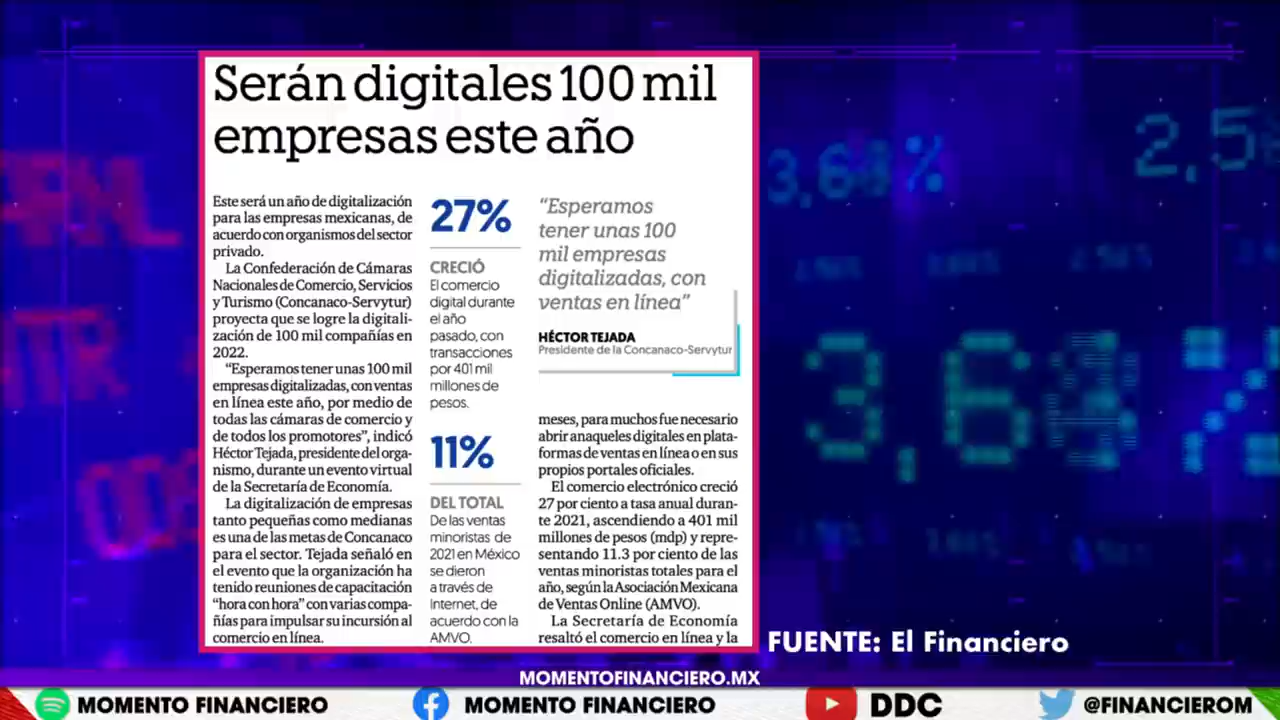 Serán digitales 100 mil
empresas este año
Este será un año de digitalización
para las empresas mexicanas, de
acuerdo con organismos del sector
privado.
La Confederación de Cámaras
Nacionales de Comercio, Servicios
y Turismo (Concanaco-Servytur)
proyecta que se logre la digitali-
zación de 100 mil compañías en
2022.
“Esperamos tener unas 100 mil
empresas digitalizadas, con ventas
en línea este año, por medio de
todas las cámaras de comercio y
de todos los promotores”, indicó
Héctor Tejada, presidente del orga-
nismo, durante un evento virtual
de la Secretaría de Economía.
La digitalización de empresas
tanto pequeñas como medianas
es una de las metas de Concanaco
para el sector. Tejada señaló en
el evento que la organización ha
tenido reuniones de capacitación
“hora con hora” con varias compa-
ñías para impulsar su incursión al
comercio en línea.
27%
CRECIÓ
El comercio
digital durante
el año
pasado, con
transacciones
por 401 mil
millones de
pesos.
11%
DEL TOTAL
De las ventas
minoristas de
2021 en México
se dieron
a través de
Internet, de
acuerdo con la
AMVO.
“Esperamos
tener unas 100
mil empresas
digitalizadas, con
ventas en línea”
HÉCTOR TEJADA
Presidente de la Concanaco-Servytur
meses, para muchos fue necesario
abrir anaqueles digitales en plata-
formas de ventas en línea o en sus
propios portales oficiales.
El comercio electrónico creció
27 por ciento a tasa anual duran-
te 2021, ascendiendo a 401 mil
millones de pesos (mdp) y repre-
sentando 11.3 por ciento de las
ventas minoristas totales para el
año, según la Asociación Mexicana
de Ventas Online (AMVO).
La Secretaría de Economía
resaltó el comercio en línea y la
FUENTE: El Financiero
MOMENTOFINANCIERO.MX
MOMENTO FINANCIERO
MOMENTO FINANCIERO
DDC
@FINANCIEROM